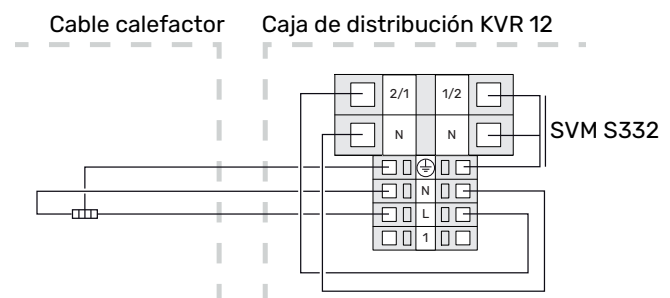 Cable calefactor
Caja de distribución KVR 12
2/1 1/2
N N
SVM S332
N
L
1